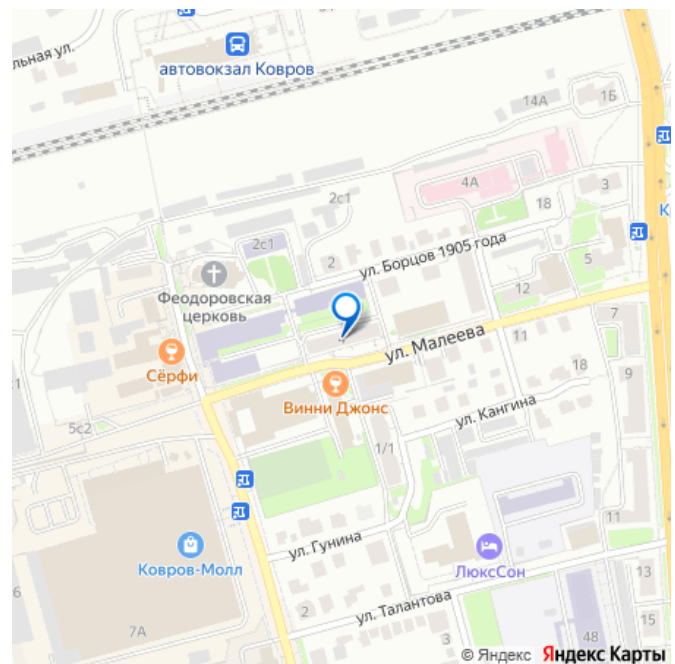 льная ул.
автовокзал Ковров
14А
1Б
4А
3
2с1
18
К
2с1
2
ул. Борцов 1905 года
5
Феодоровская
церковь
12
7
ул. Малеева
11
Сёрфи
18
9
Винни Джонс
ул. Кангина
5с2
1/1
11
ул. Гунина
Ковров-Молл
ЛюксСон
13
6
2
ул. Талантова
15
7А
48
© Яндекс Яндекс Карты